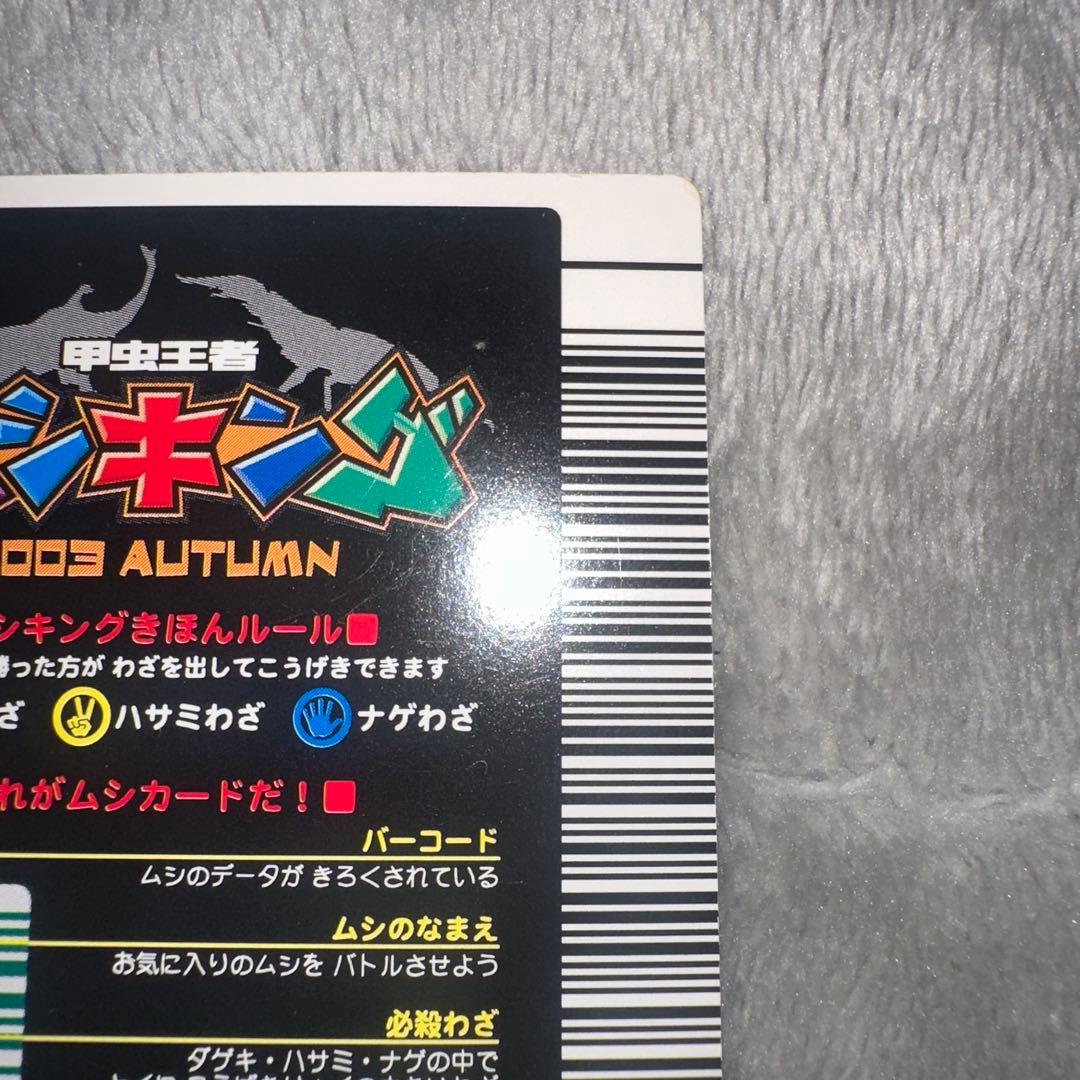 甲虫王者
シキング
003 AUTUMN
シキングきほんルール■
勝った方が わざを出してこうげきできます
ざ ハサミわざ ナゲわざ
れがムシカードだ！■
バーコード
ムシのデータが きろくされている
ムシのなまえ
お気に入りのムシを バトルさせよう
必殺わざ
ダゲキ・ハサミ・ナゲの中で